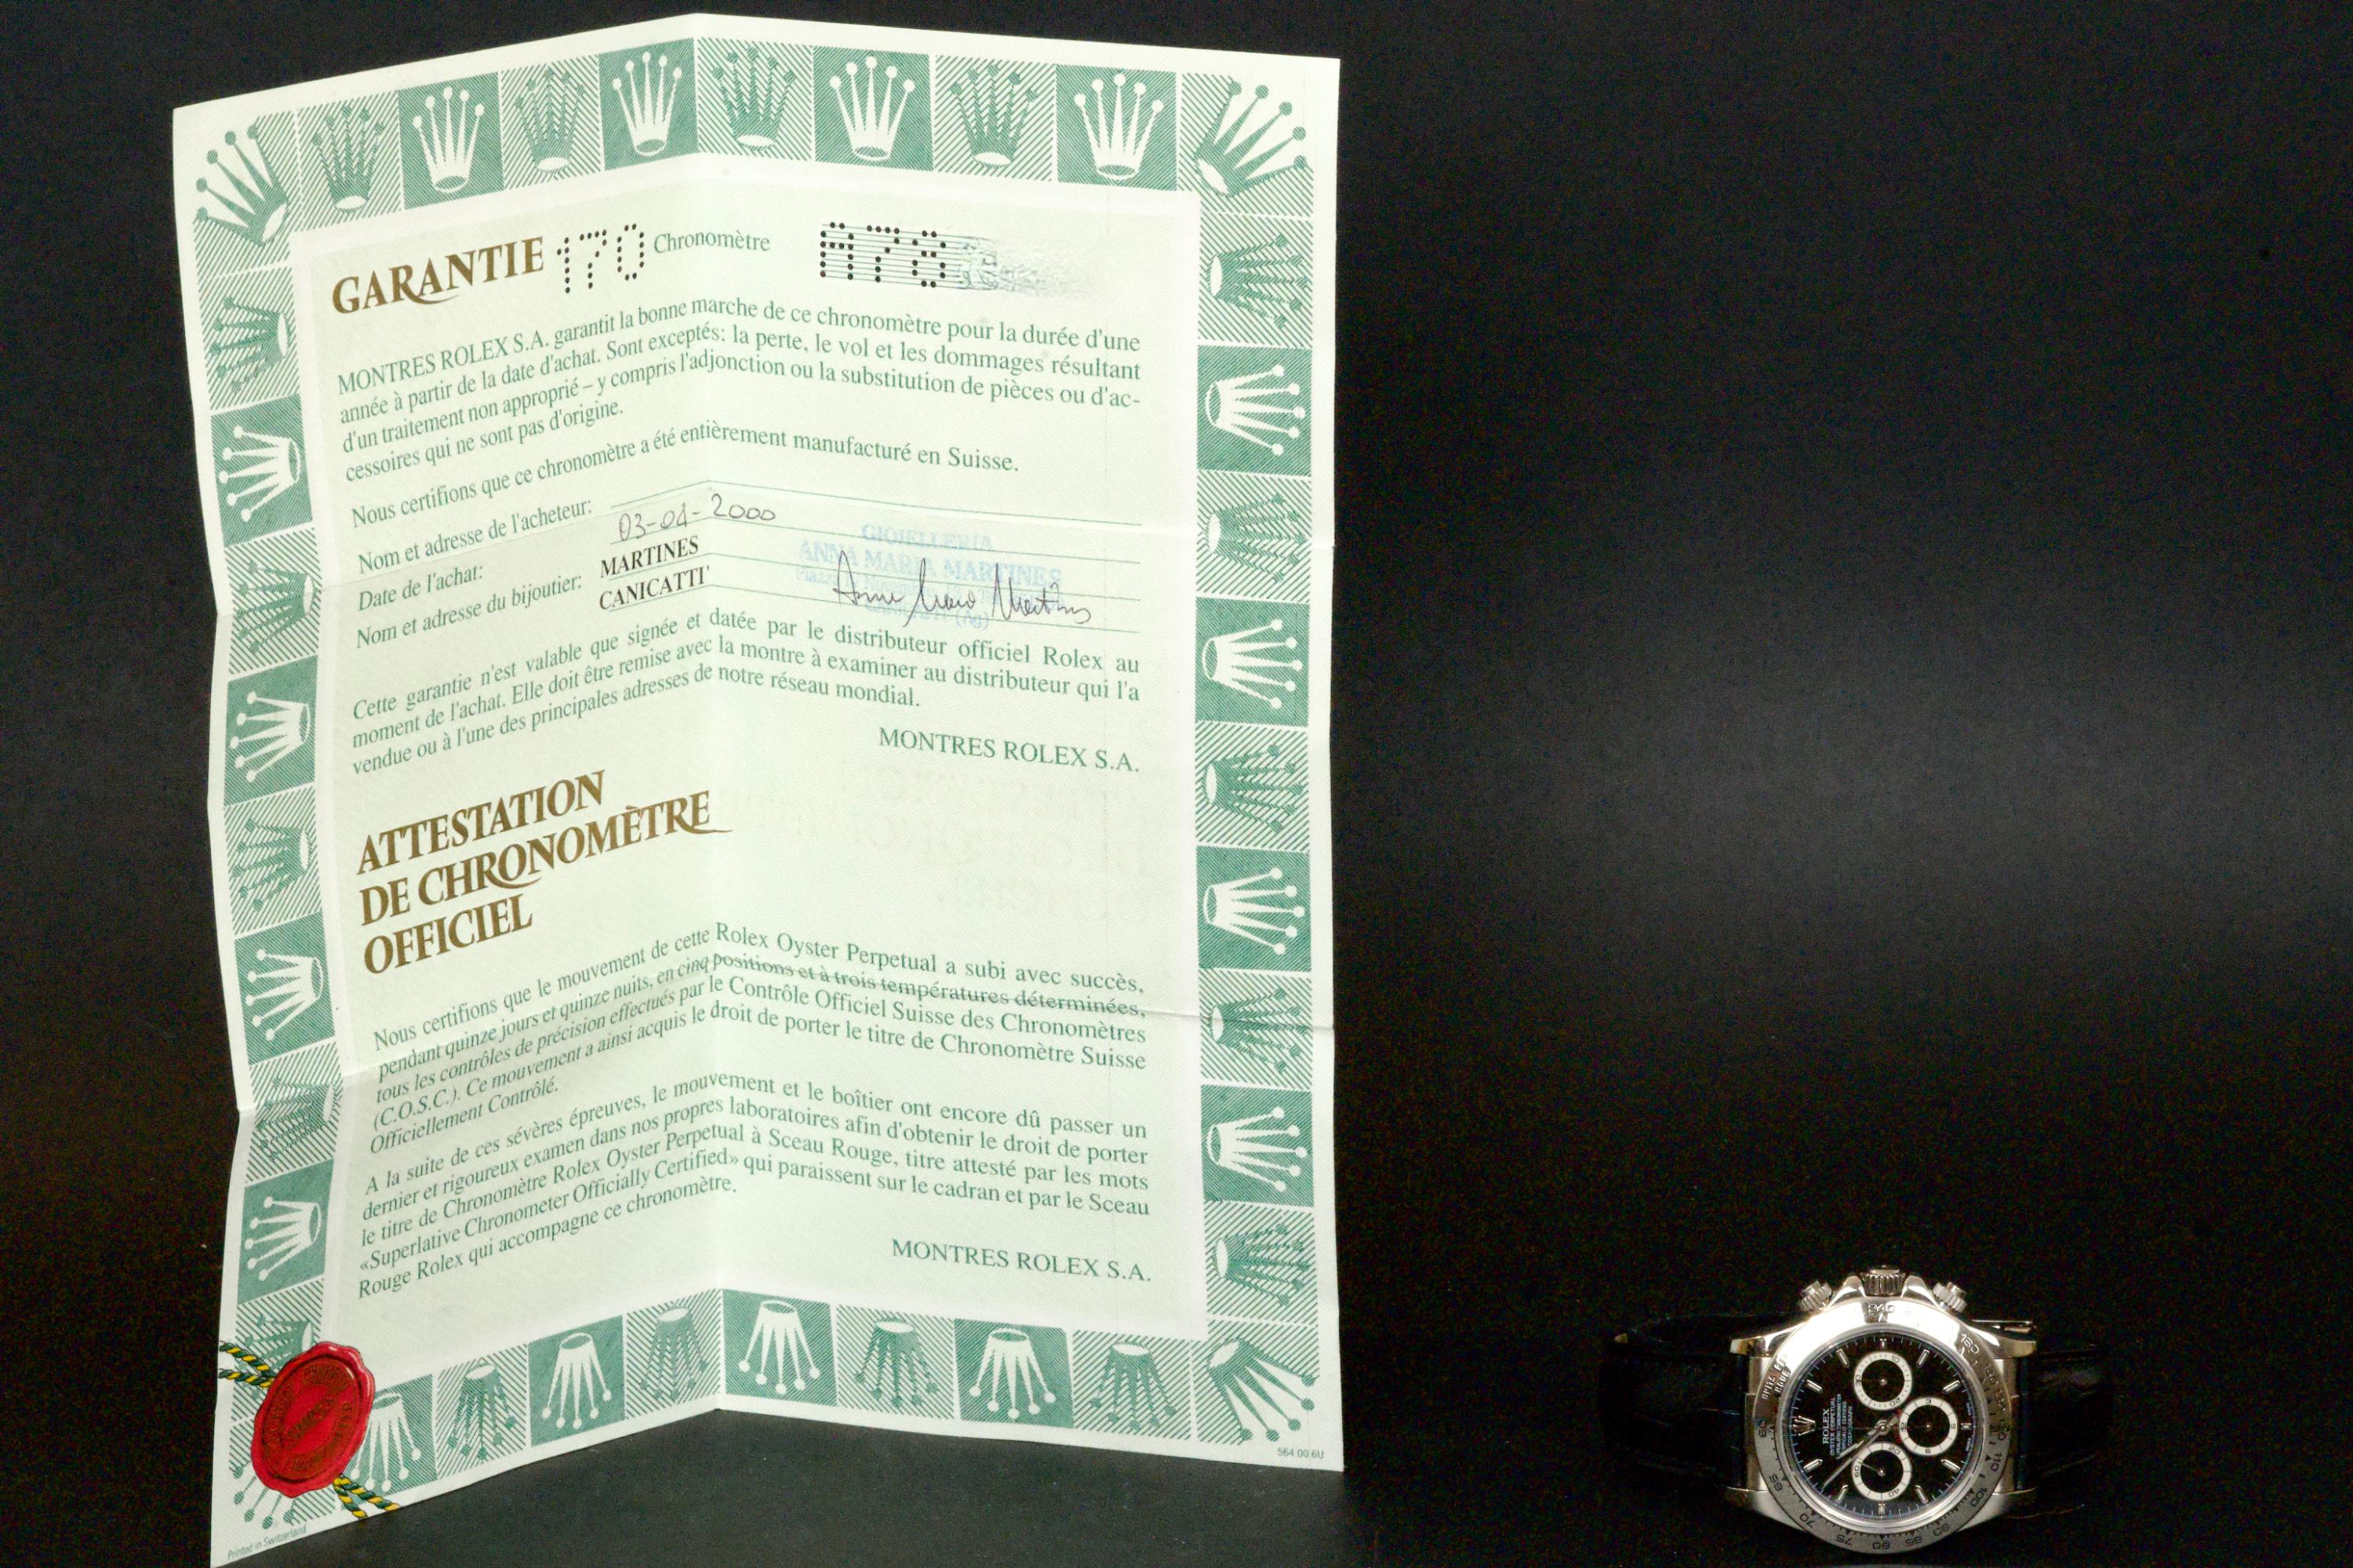 GARANTIE 170 Chronomètre A78
MONTRES ROLEX S.A. garantit la bonne marche de ce chronomètre pour la durée d'une
année à partir de la date d'achat. Sont exceptés: la perte, le vol et les dommages résultant
d'un traitement non approprié – y compris l'adjonction ou la substitution de pièces ou d'ac-
cessoires qui ne sont pas d'origine.
Nous certifions que ce chronomètre a été entièrement manufacturé en Suisse.
Nom et adresse de l'acheteur:
Date de l'achat: 03-04-2000
Nom et adresse du bijoutier: MARTINES
CANICATTI'
GIOIELLERIA
ANNA MARIA MARTINES
Cette garantie n'est valable que signée et datée par le distributeur officiel Rolex au
moment de l'achat. Elle doit être remise avec la montre à examiner au distributeur qui l'a
vendue ou à l'une des principales adresses de notre réseau mondial.
MONTRES ROLEX S.A.
ATTESTATION
DE CHRONOMÈTRE
OFFICIEL
Nous certifions que le mouvement de cette Rolex Oyster Perpetual a subi avec succès,
pendant quinze jours et quinze nuits, en cinq positions et à trois températures déterminées,
tous les contrôles de précision effectués par le Contrôle Officiel Suisse des Chronomètres
(C.O.S.C.). Ce mouvement a ainsi acquis le droit de porter le titre de Chronomètre Suisse
Officiellement Contrôlé.
A la suite de ces sévères épreuves, le mouvement et le boîtier ont encore dû passer un
dernier et rigoureux examen dans nos propres laboratoires afin d'obtenir le droit de porter
le titre de Chronomètre Rolex Oyster Perpetual à Sceau Rouge, titre attesté par les mots
«Superlative Chronometer Officially Certified» qui paraissent sur le cadran et par le Sceau
Rouge Rolex qui accompagne ce chronomètre.
MONTRES ROLEX S.A.
564.00.6U
Printed in Switzerland
ROLEX
OYSTER PERPETUAL